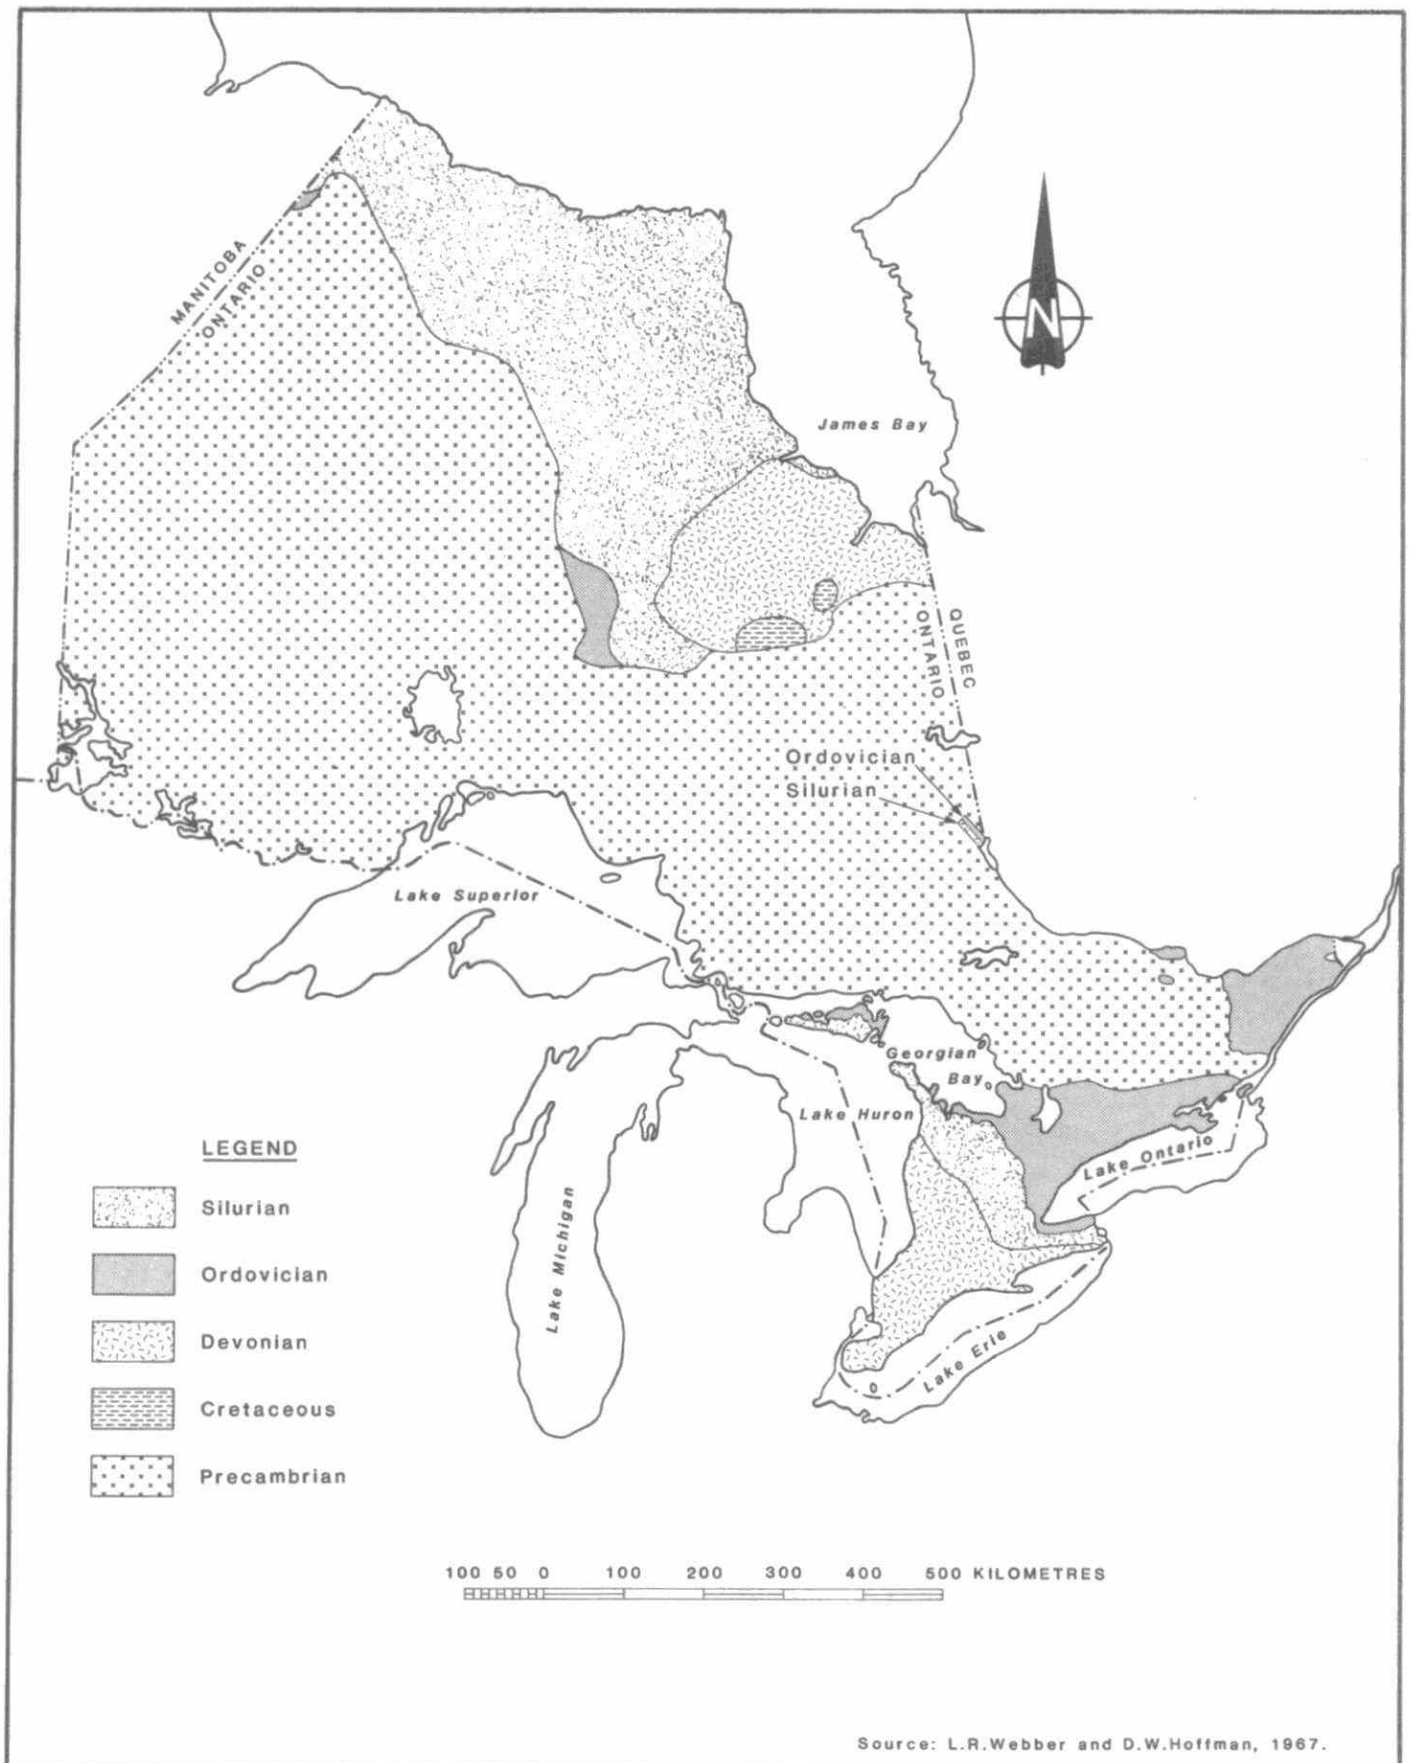 N
MANITOBA
ONTARIO
James Bay
QUEBEC
ONTARIO
Ordovician
Silurian
Lake Superior
Georgian
Bay
Lake Huron
Lake Ontario
Lake Michigan
Lake Erie
LEGEND
Silurian
Ordovician
Devonian
Cretaceous
Precambrian
100 50 0 100 200 300 400 500 KILOMETRES
Source: L.R.Webber and D.W.Hoffman, 1967.